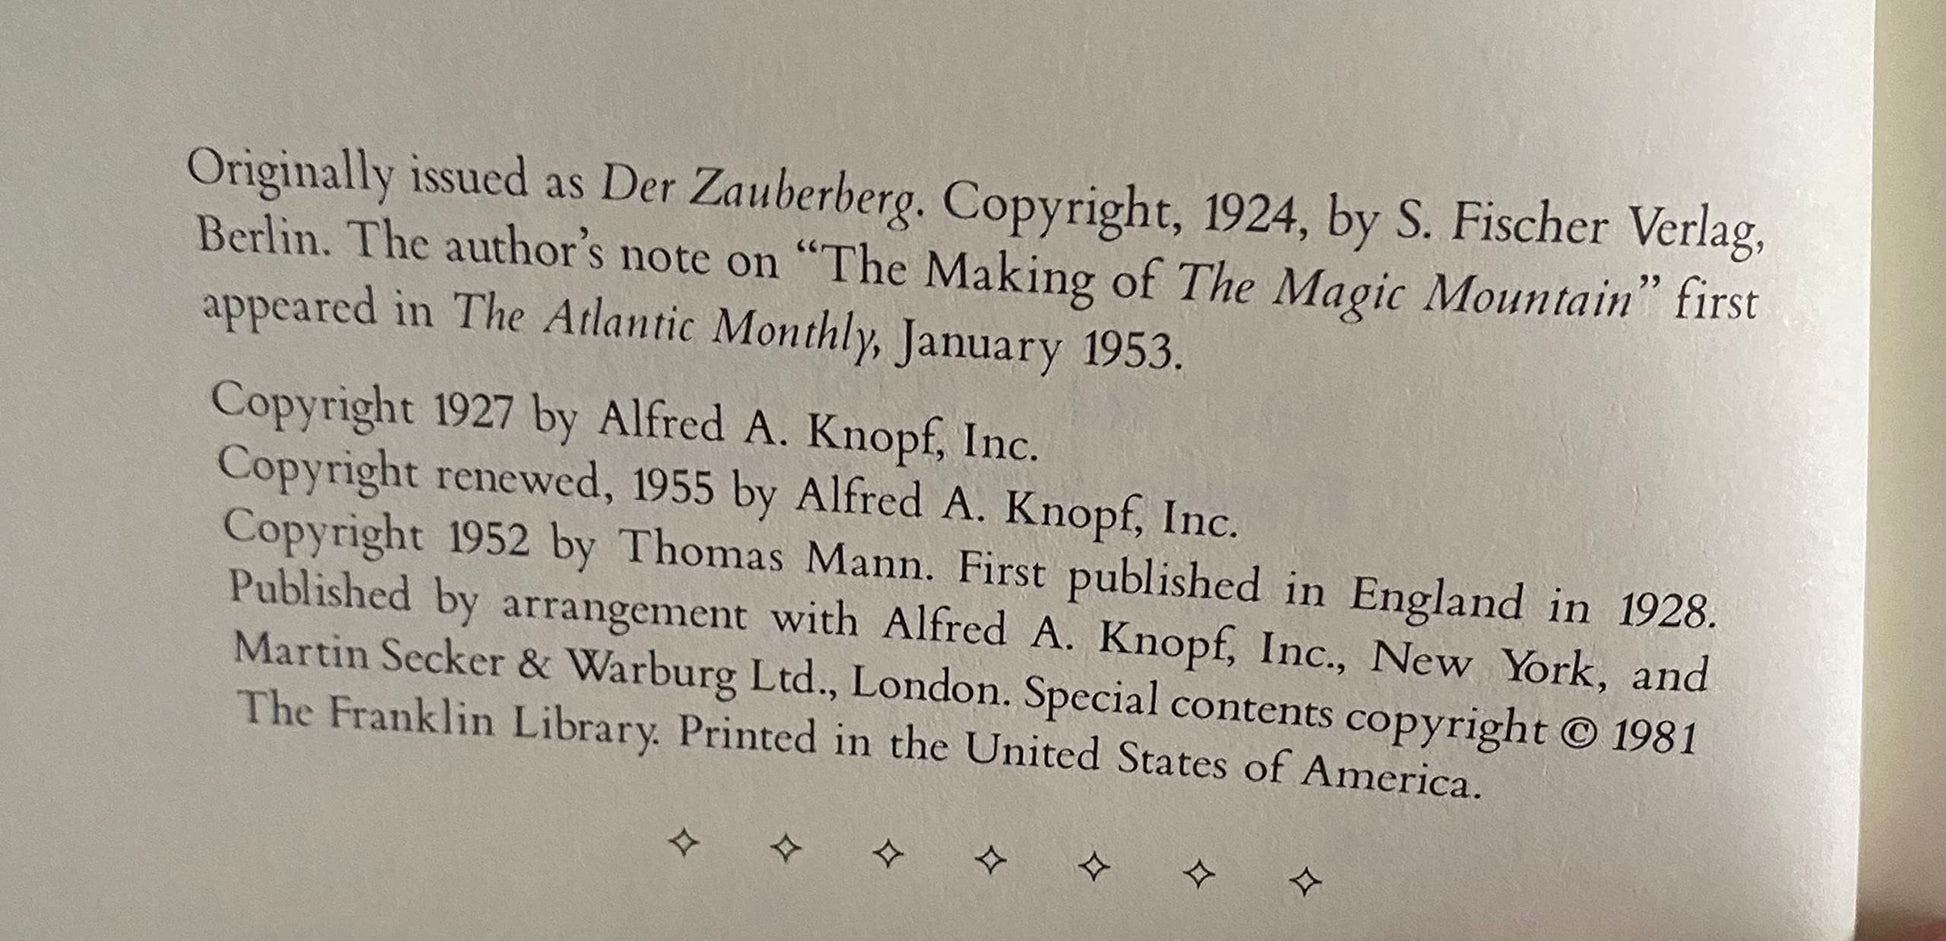 Originally issued as Der Zauberberg. Copyright, 1924, by S. Fischer Verlag,
Berlin. The author’s note on “The Making of The Magic Mountain” first
appeared in The Atlantic Monthly, January 1953.
Copyright 1927 by Alfred A. Knopf, Inc.
Copyright renewed, 1955 by Alfred A. Knopf, Inc.
Copyright 1952 by Thomas Mann. First published in England in 1928.
Published by arrangement with Alfred A. Knopf, Inc., New York, and
Martin Secker & Warburg Ltd., London. Special contents copyright © 1981
The Franklin Library. Printed in the United States of America.